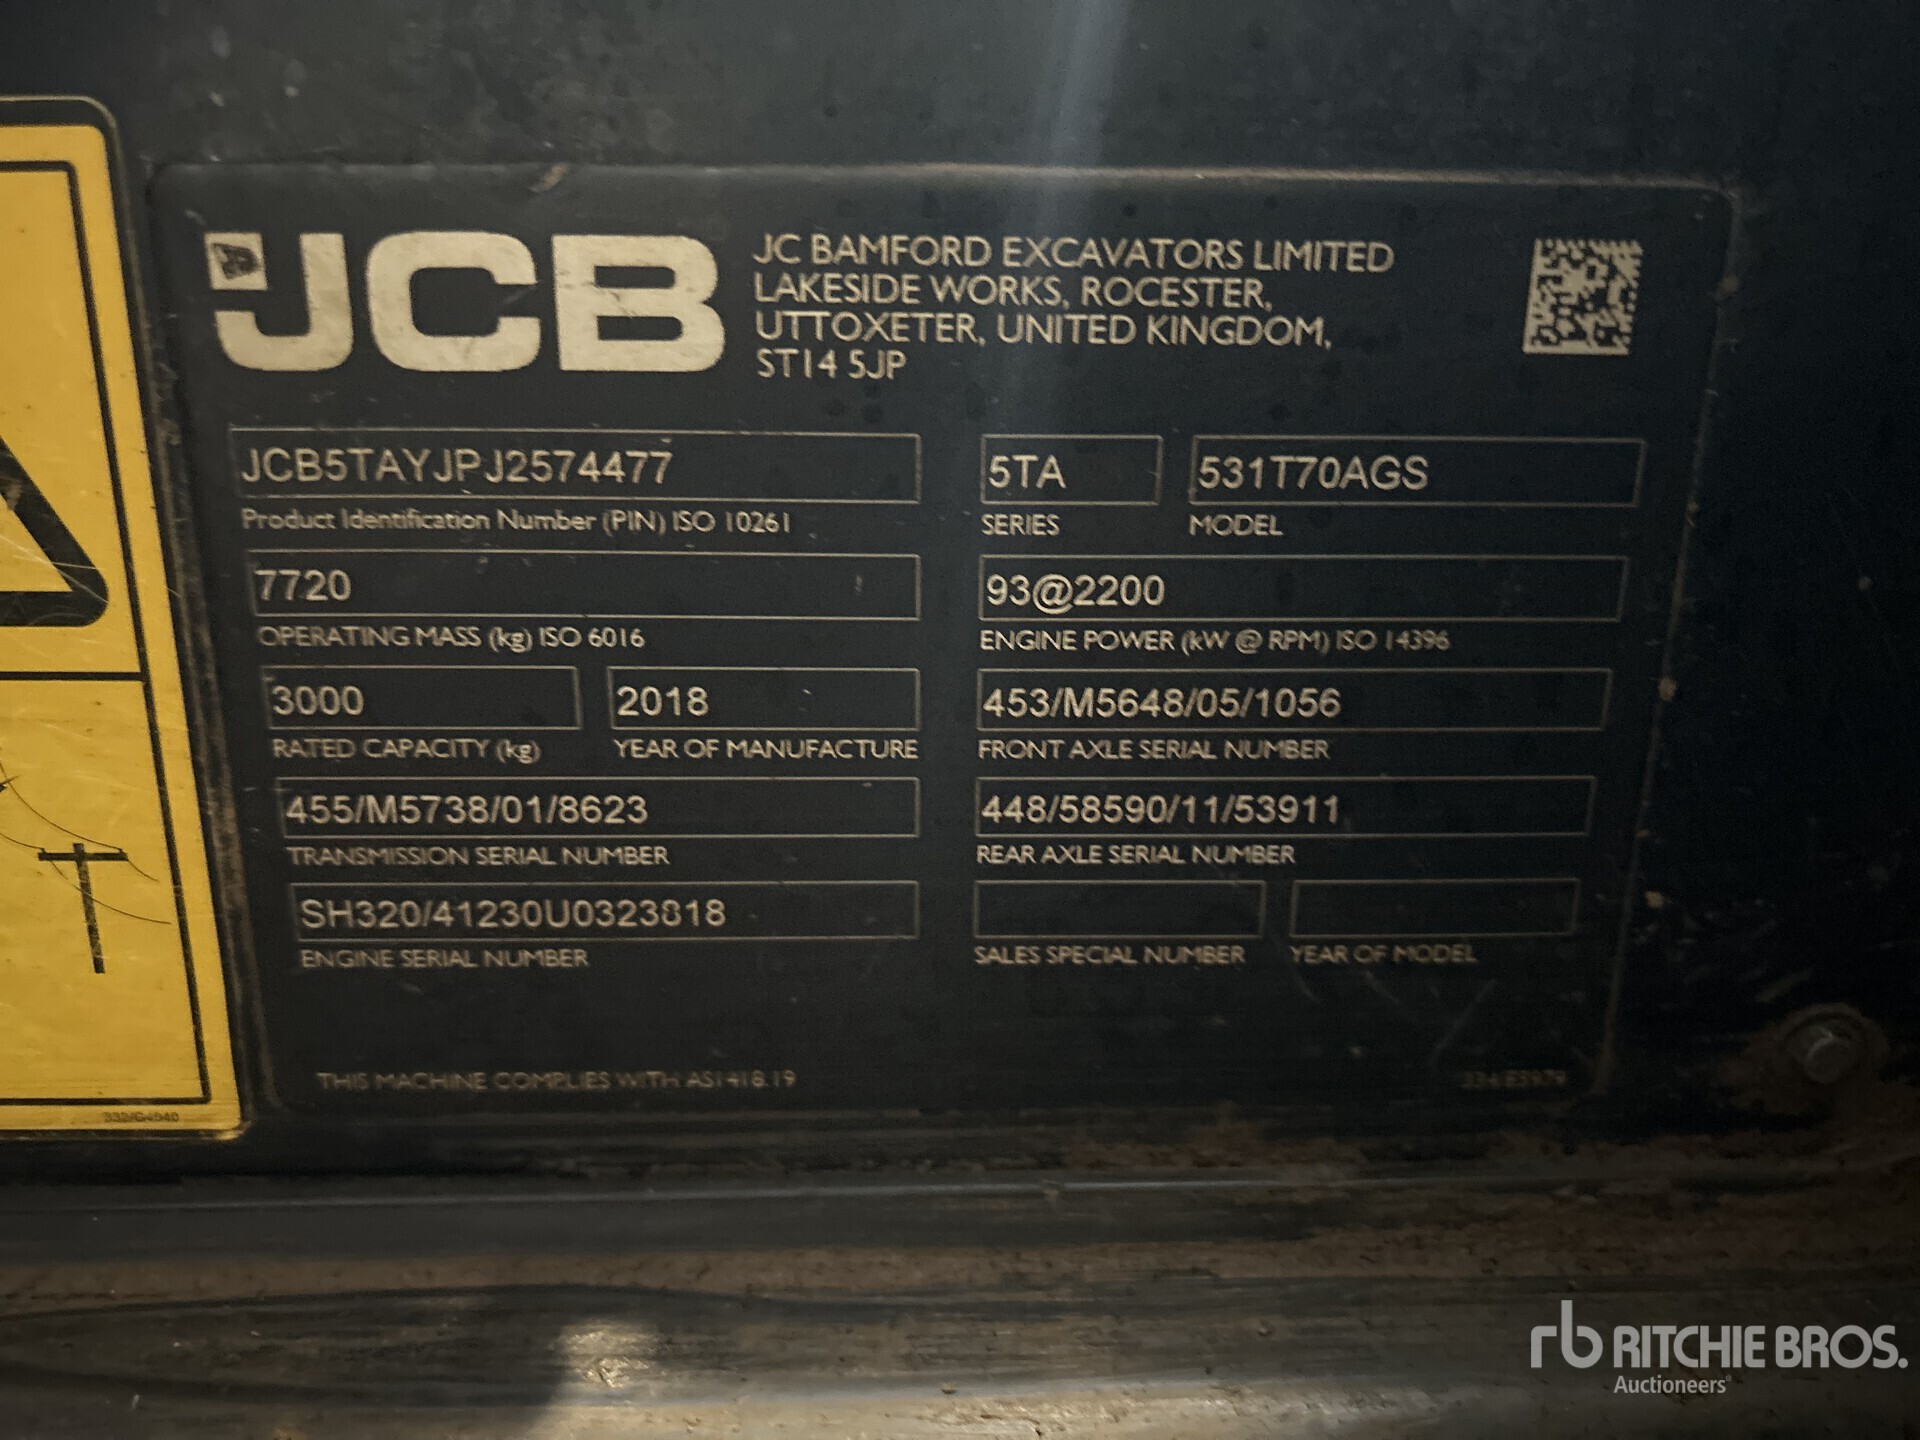 JCB
JC BAMFORD EXCAVATORS LIMITED
LAKESIDE WORKS, ROCESTER,
UTTOXETER, UNITED KINGDOM,
ST14 5JP
JCB5TAYJPJ2574477
Product Identification Number (PIN) ISO 10261
5TA
SERIES
531T70AGS
MODEL
7720
OPERATING MASS (kg) ISO 6016
93@2200
ENGINE POWER (kW @ RPM) ISO 14396
3000
RATED CAPACITY (kg)
2018
YEAR OF MANUFACTURE
453/M5648/05/1056
FRONT AXLE SERIAL NUMBER
455/M5738/01/8623
TRANSMISSION SERIAL NUMBER
448/58590/11/53911
REAR AXLE SERIAL NUMBER
SH320/41230U0323818
ENGINE SERIAL NUMBER
SALES SPECIAL NUMBER
YEAR OF MODEL
THIS MACHINE COMPLIES WITH AS1418.19
rb RITCHIE BROS.
Auctioneers